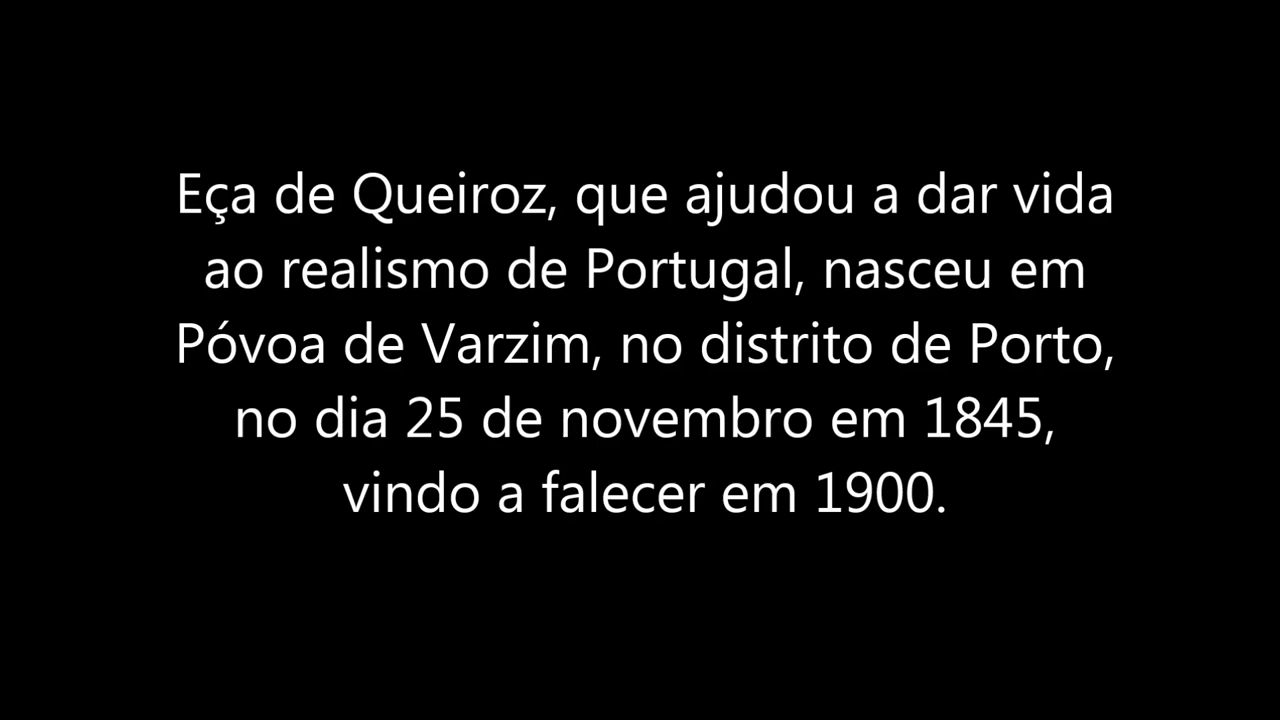 Eça de Queiroz, que ajudou a dar vida
ao realismo de Portugal, nasceu em
Póvoa de Varzim, no distrito de Porto,
no dia 25 de novembro em 1845,
vindo a falecer em 1900.